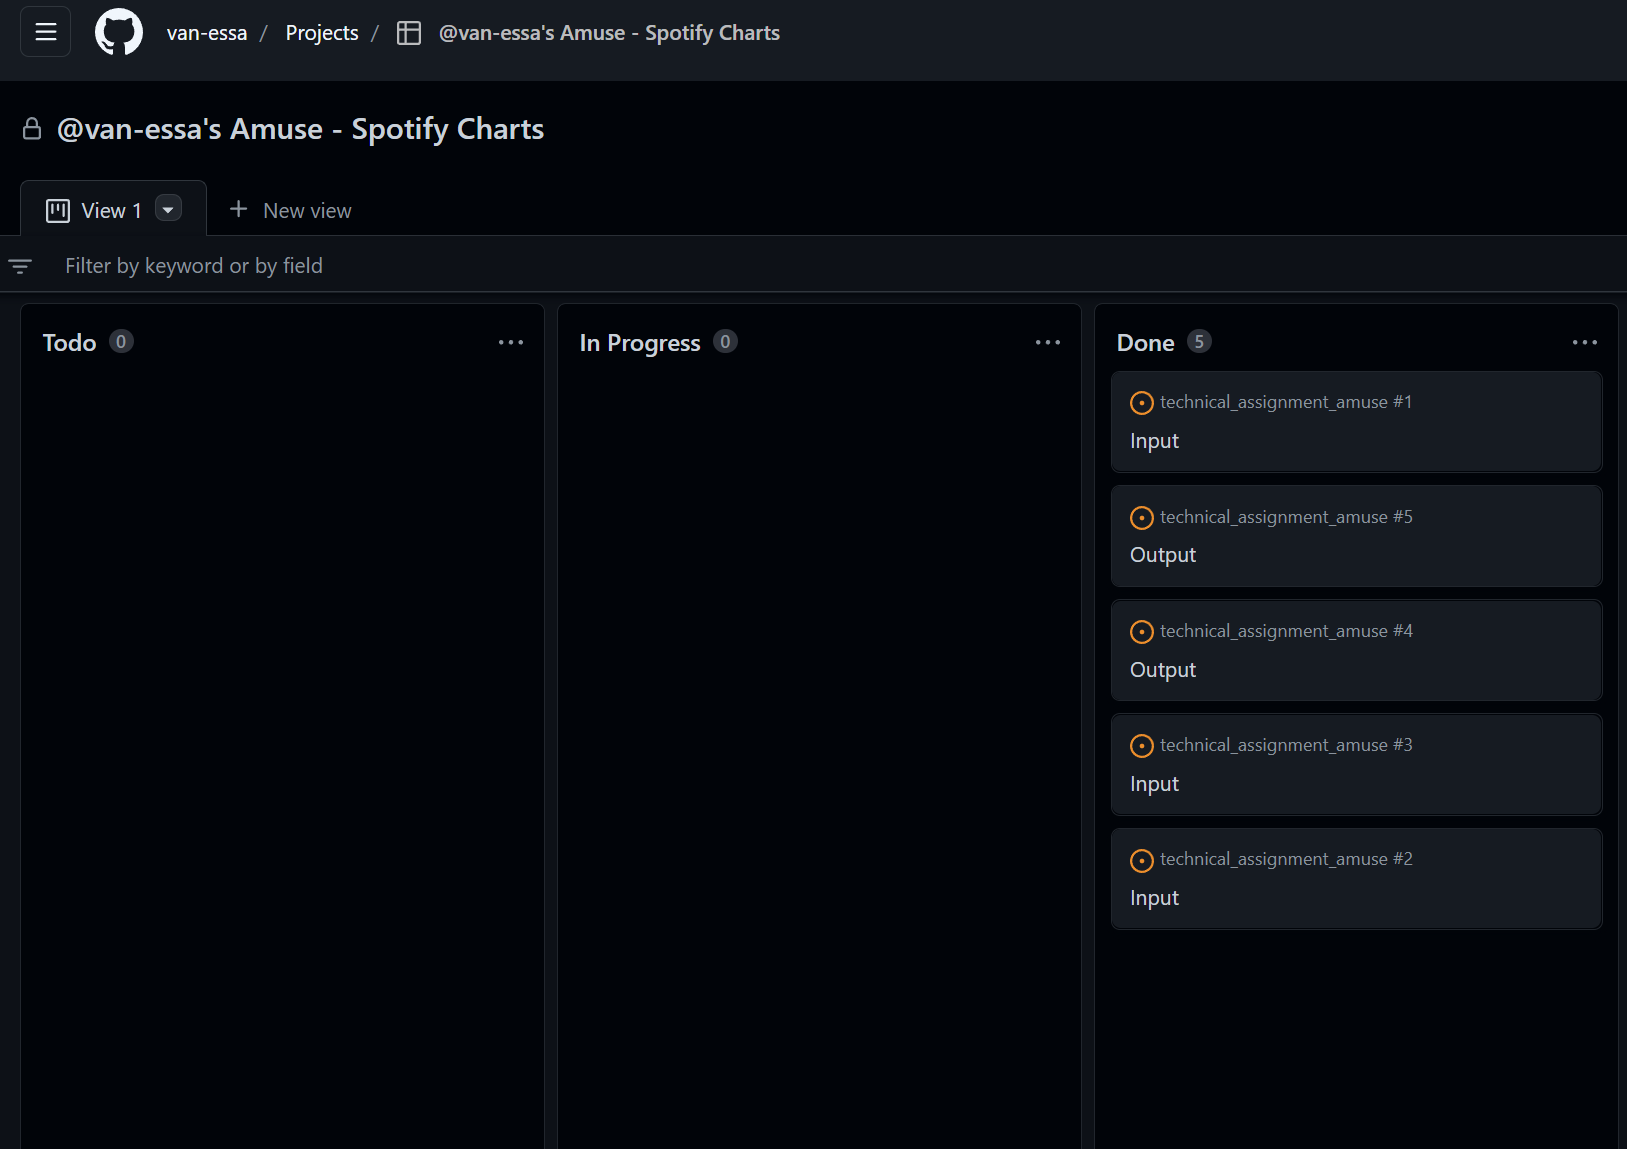 van-essa / Projects / @van-essa's Amuse - Spotify Charts
@van-essa's Amuse - Spotify Charts
View 1
New view
Filter by keyword or by field
Todo 0
In Progress 0
Done 5
technical_assignment_amuse #1
Input
technical_assignment_amuse #5
Output
technical_assignment_amuse #4
Output
technical_assignment_amuse #3
Input
technical_assignment_amuse #2
Input